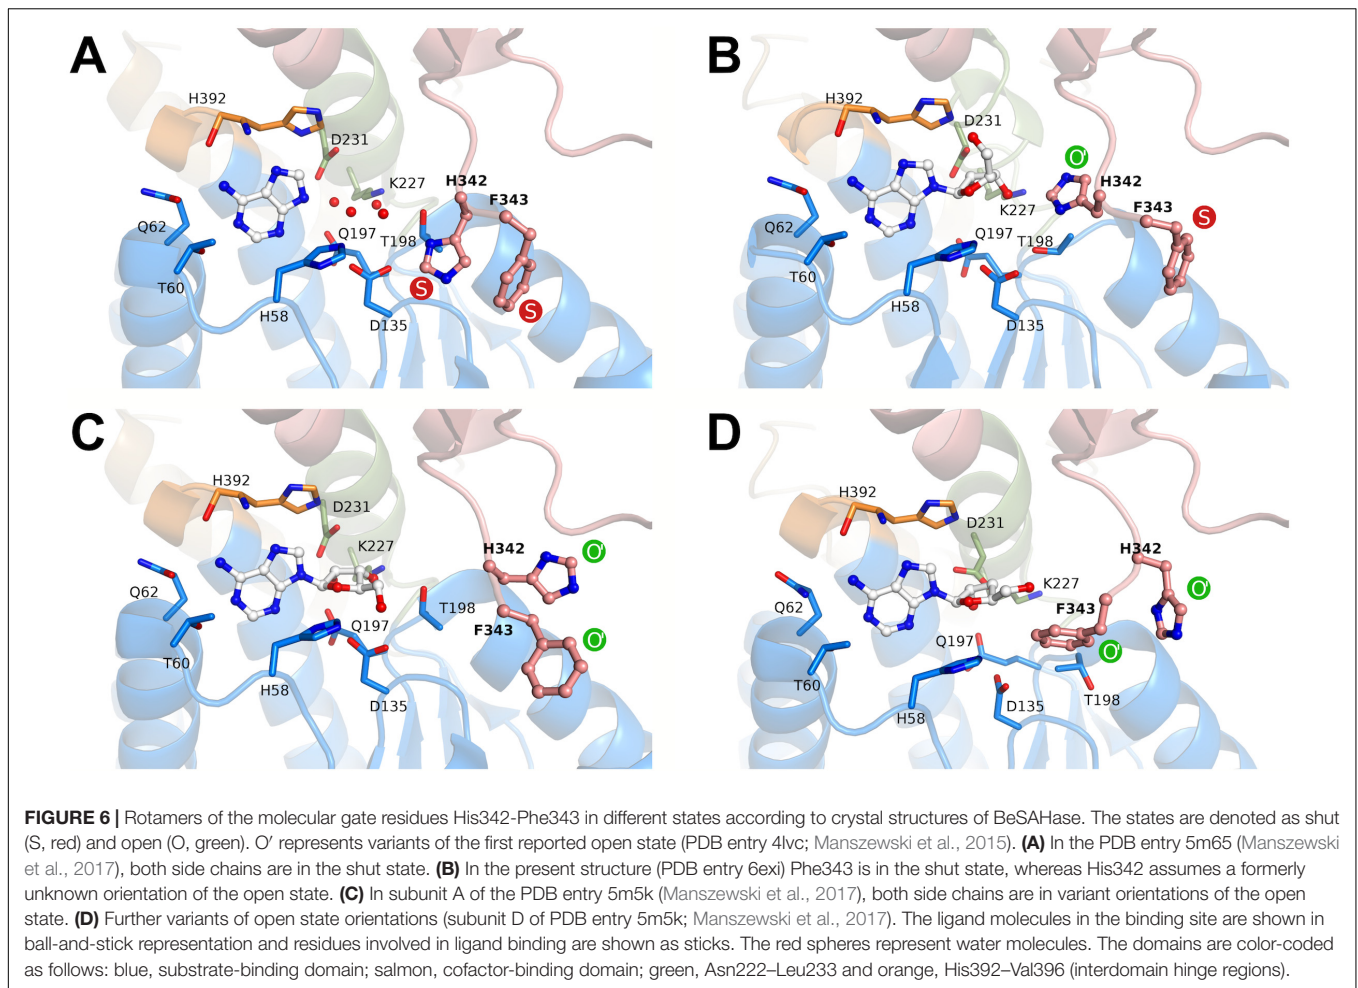 A
H392
D231
K227
H342
F343
Q62
Q197
T198
T60
S
H58
S
D135
B
H392
D231
O'
H342
K227
F343
S
Q62
Q197
T198
T60
H58
D135
C
H392
D231
K227
H342
O'
Q62
T198
Q197
F343
O'
T60
H58
D135
D
H392
D231
H342
K227
O'
Q62
F343
Q197
O'
T60
T198
H58
D135
FIGURE 6 | Rotamers of the molecular gate residues His342-Phe343 in different states according to crystal structures of BeSAHase. The states are denoted as shut
(S, red) and open (O, green). O′ represents variants of the first reported open state (PDB entry 4lvc; Manszewski et al., 2015). (A) In the PDB entry 5m65 (Manszewski
et al., 2017), both side chains are in the shut state. (B) In the present structure (PDB entry 6exi) Phe343 is in the shut state, whereas His342 assumes a formerly
unknown orientation of the open state. (C) In subunit A of the PDB entry 5m5k (Manszewski et al., 2017), both side chains are in variant orientations of the open
state. (D) Further variants of open state orientations (subunit D of PDB entry 5m5k; Manszewski et al., 2017). The ligand molecules in the binding site are shown in
ball-and-stick representation and residues involved in ligand binding are shown as sticks. The red spheres represent water molecules. The domains are color-coded
as follows: blue, substrate-binding domain; salmon, cofactor-binding domain; green, Asn222–Leu233 and orange, His392–Val396 (interdomain hinge regions).